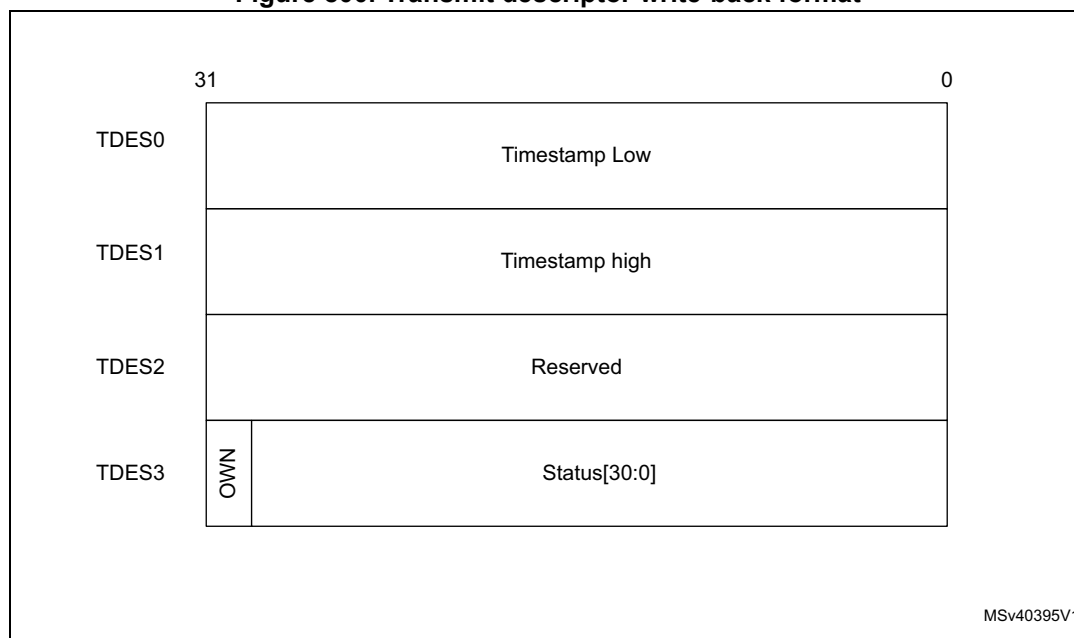 31 0
TDES0 Timestamp Low
TDES1 Timestamp high
TDES2 Reserved
TDES3 OWN Status[30:0]